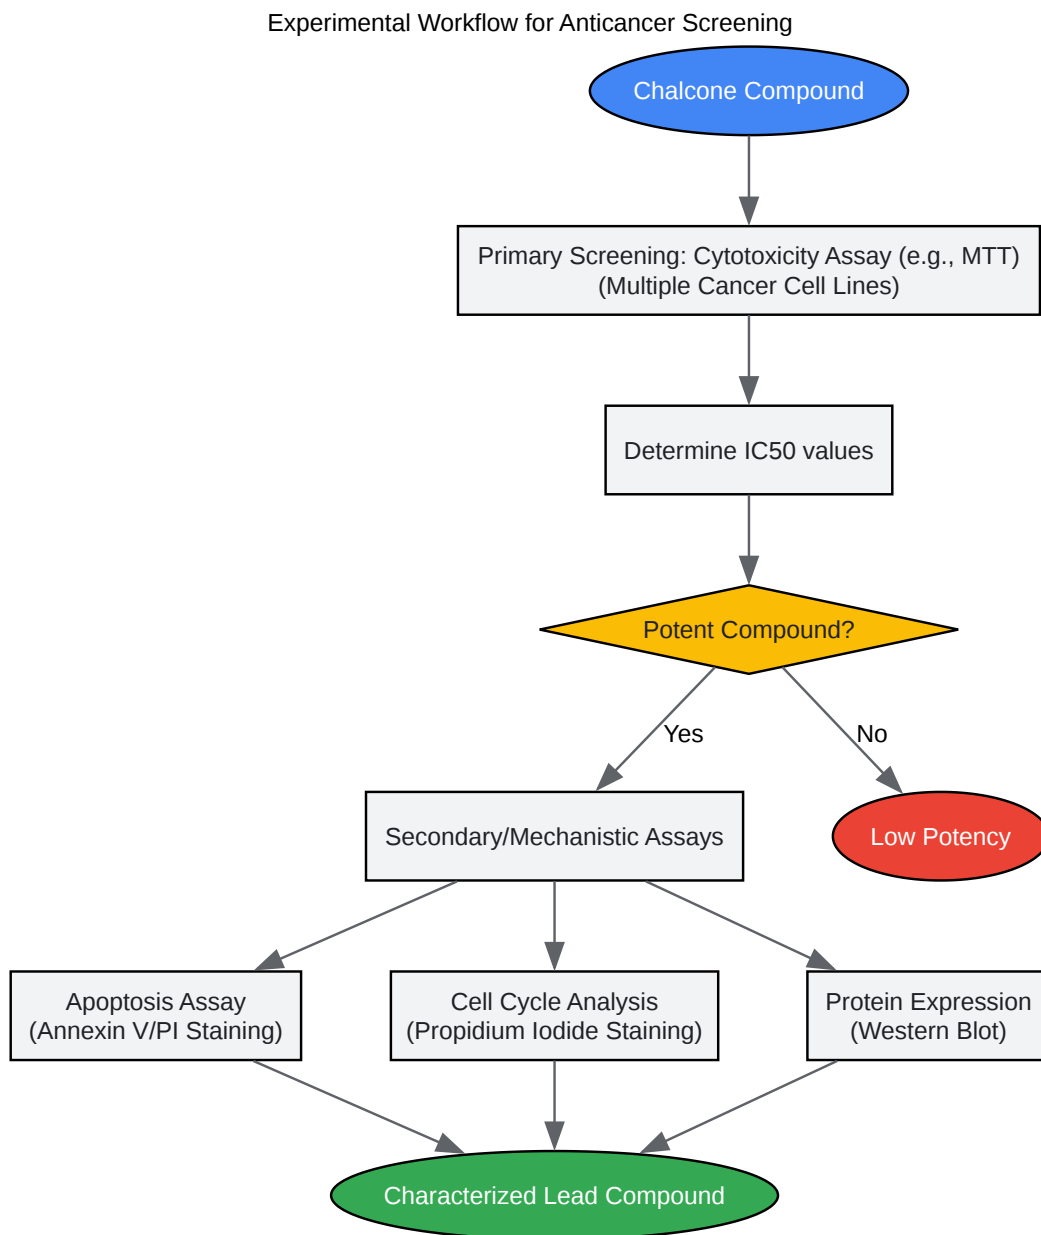 Experimental Workflow for Anticancer Screening
Chalcone Compound
Primary Screening: Cytotoxicity Assay (e.g., MTT)
(Multiple Cancer Cell Lines)
Determine IC50 values
Potent Compound?
Yes
No
Secondary/Mechanistic Assays
Low Potency
Apoptosis Assay
(Annexin V/PI Staining)
Cell Cycle Analysis
(Propidium Iodide Staining)
Protein Expression
(Western Blot)
Characterized Lead Compound